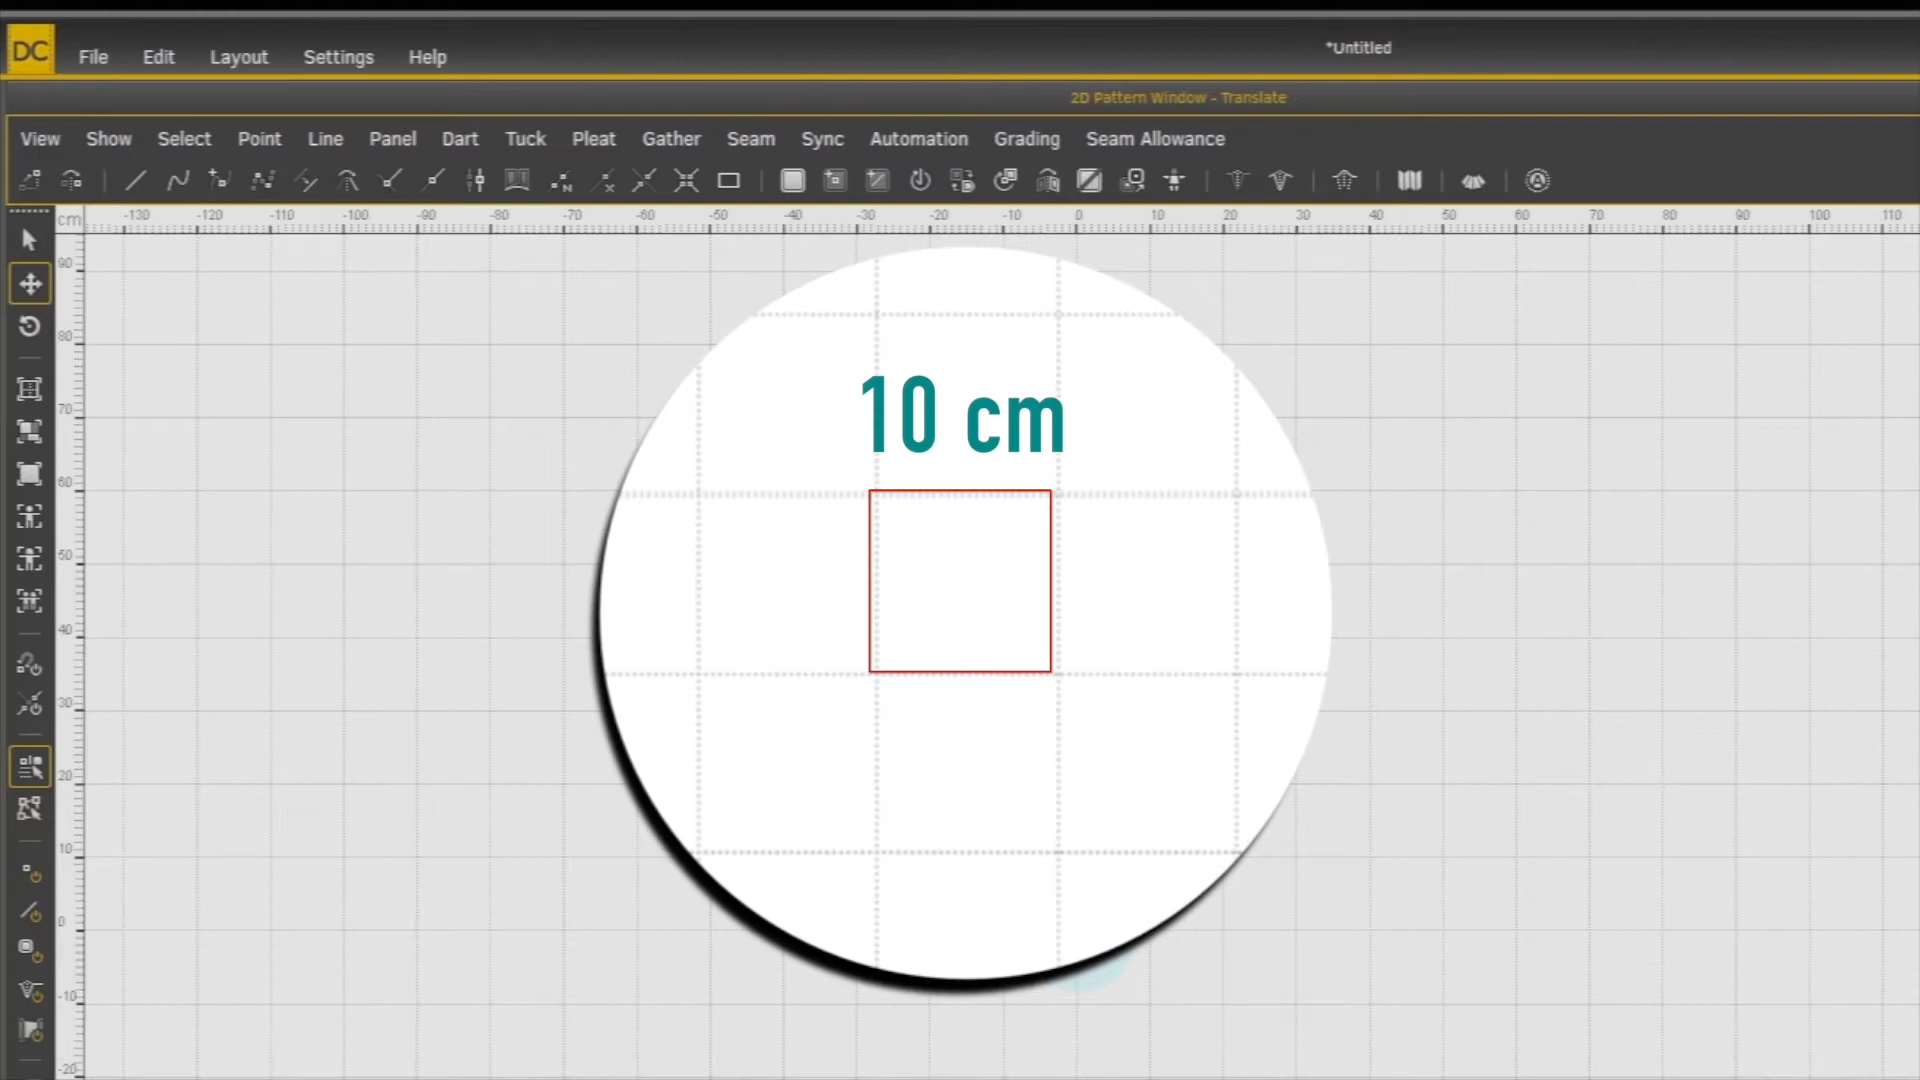 DC File Edit Layout Settings Help *Untitled
2D Pattern Window - Translate
View Show Select Point Line Panel Dart Tuck Pleat Gather Seam Sync Automation Grading Seam Allowance
cm -130 -120 -110 -100 -90 -80 -70 -60 -50 -40 -30 -20 -10 0 10 20 30 40 50 60 70 80 90 100 110
90
80
70
10 cm
60
50
40
30
20
10
0
-10
-20